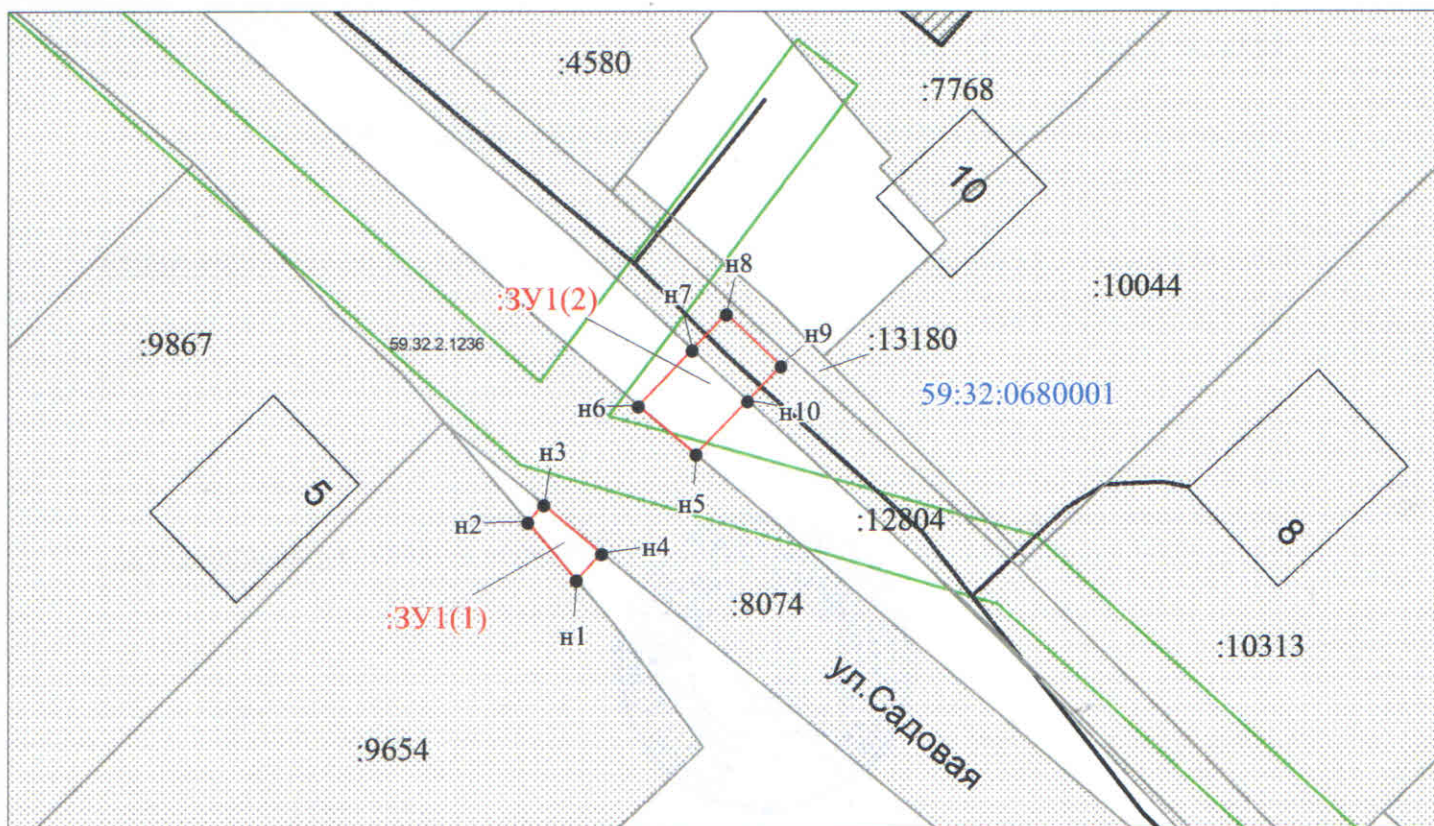 :4580
:7768
10
н8
:10044
:ЗУ1(2)
н7
:9867
59.32.2.1236
:13180
н9
59:32:0680001
н6
н10
н3
н5
5
н2
:12804
8
н4
:8074
:ЗУ1(1)
н1
:10313
ул.Садовая
:9654